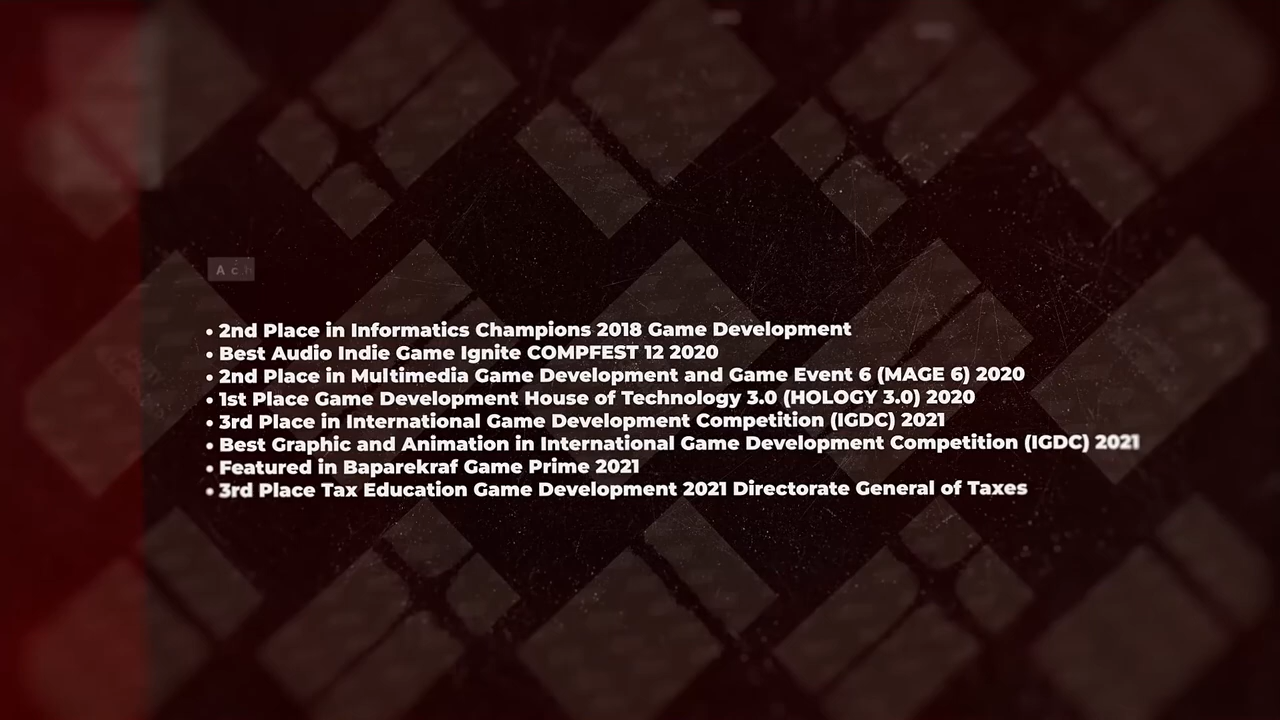 Ach
• 2nd Place in Informatics Champions 2018 Game Development
• Best Audio Indie Game Ignite COMPFEST 12 2020
• 2nd Place in Multimedia Game Development and Game Event 6 (MAGE 6) 2020
• 1st Place Game Development House of Technology 3.0 (HOLOGY 3.0) 2020
• 3rd Place in International Game Development Competition (IGDC) 2021
• Best Graphic and Animation in International Game Development Competition (IGDC) 2021
• Featured in Baparekraf Game Prime 2021
• 3rd Place Tax Education Game Development 2021 Directorate General of Taxes